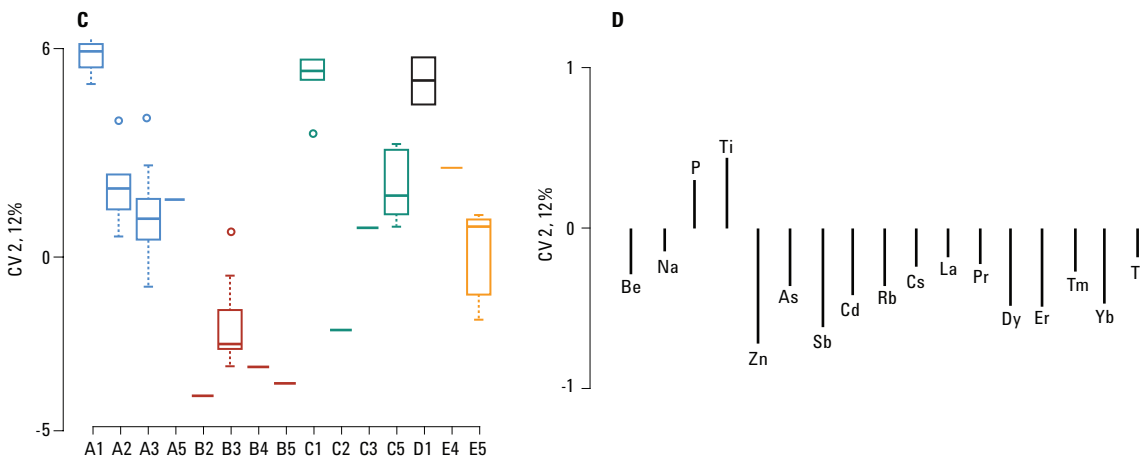 C
CV 2, 12%
6
0
-5
A1 A2 A3 A5 B2 B3 B4 B5 C1 C2 C3 C5 D1 E4 E5
D
CV 2, 12%
1
0
-1
Be Na P Ti Zn As Sb Cd Rb Cs La Pr Dy Er Tm Yb T